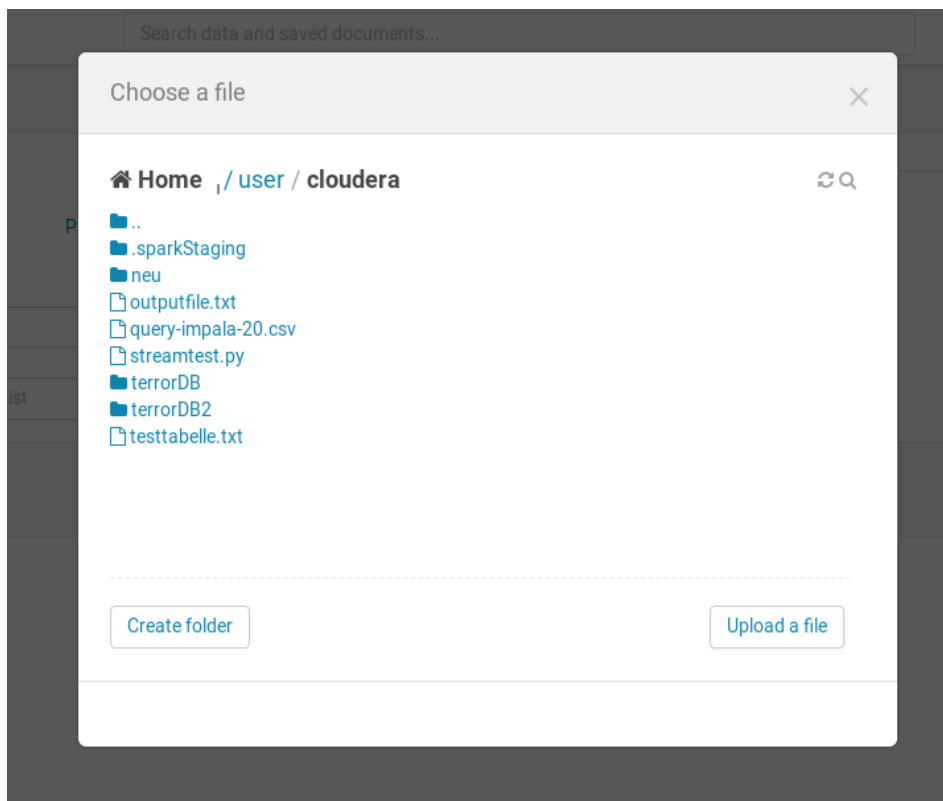 Search data and saved documents...
Choose a file
Home / user / cloudera
P
..
.sparkStaging
neu
outputfile.txt
query-impala-20.csv
streamtest.py
ist
terrorDB
terrorDB2
testtabelle.txt
Create folder
Upload a file